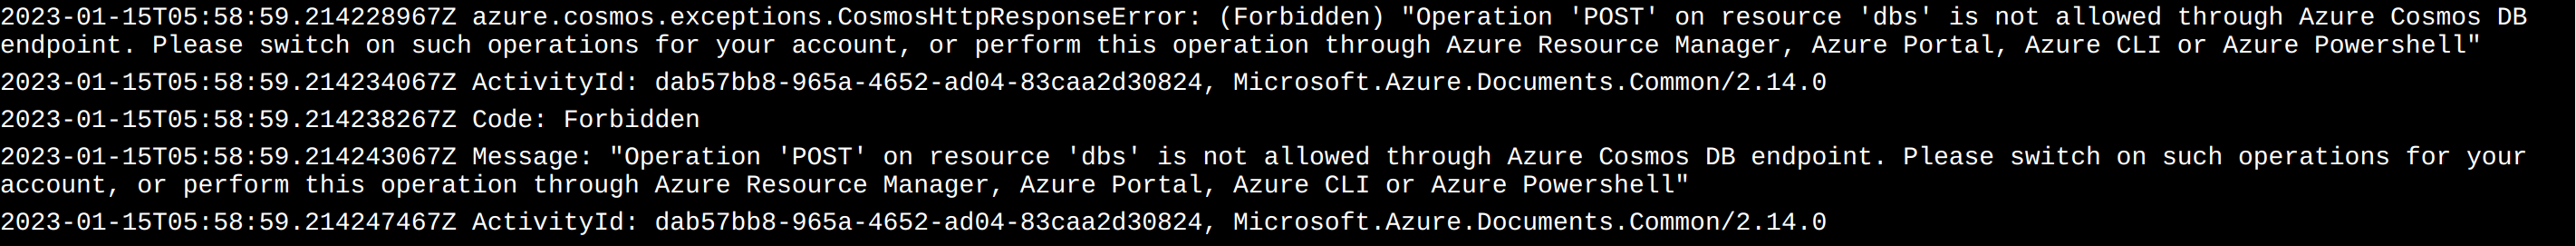 2023-01-15T05:58:59.214228967Z azure.cosmos.exceptions.CosmosHttpResponseError: (Forbidden) "Operation 'POST' on resource 'dbs' is not allowed through Azure Cosmos DB
endpoint. Please switch on such operations for your account, or perform this operation through Azure Resource Manager, Azure Portal, Azure CLI or Azure Powershell"
2023-01-15T05:58:59.214234067Z ActivityId: dab57bb8-965a-4652-ad04-83caa2d30824, Microsoft.Azure.Documents.Common/2.14.0
2023-01-15T05:58:59.214238267Z Code: Forbidden
2023-01-15T05:58:59.214243067Z Message: "Operation 'POST' on resource 'dbs' is not allowed through Azure Cosmos DB endpoint. Please switch on such operations for your
account, or perform this operation through Azure Resource Manager, Azure Portal, Azure CLI or Azure Powershell"
2023-01-15T05:58:59.214247467Z ActivityId: dab57bb8-965a-4652-ad04-83caa2d30824, Microsoft.Azure.Documents.Common/2.14.0